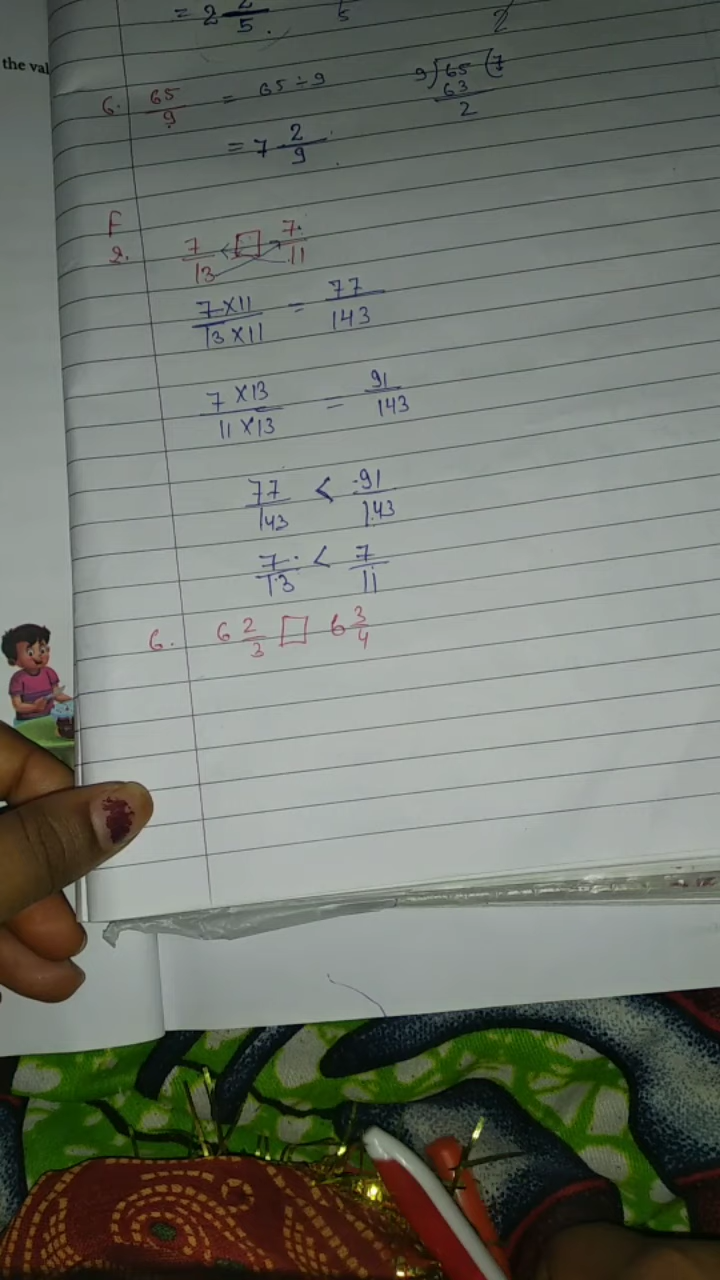 = 2 2/5. 5 2
the val
6. 65/9 = 65 ÷ 9 9)65(7
63
= 7 2/9. 2
F
2. 7/13 □ 7/11
7 × 11/13 × 11 = 77/143
7 × 13/11 × 13 = 91/143
77/143 < 91/143
7/13 < 7/11
6. 6 2/3 □ 6 3/4